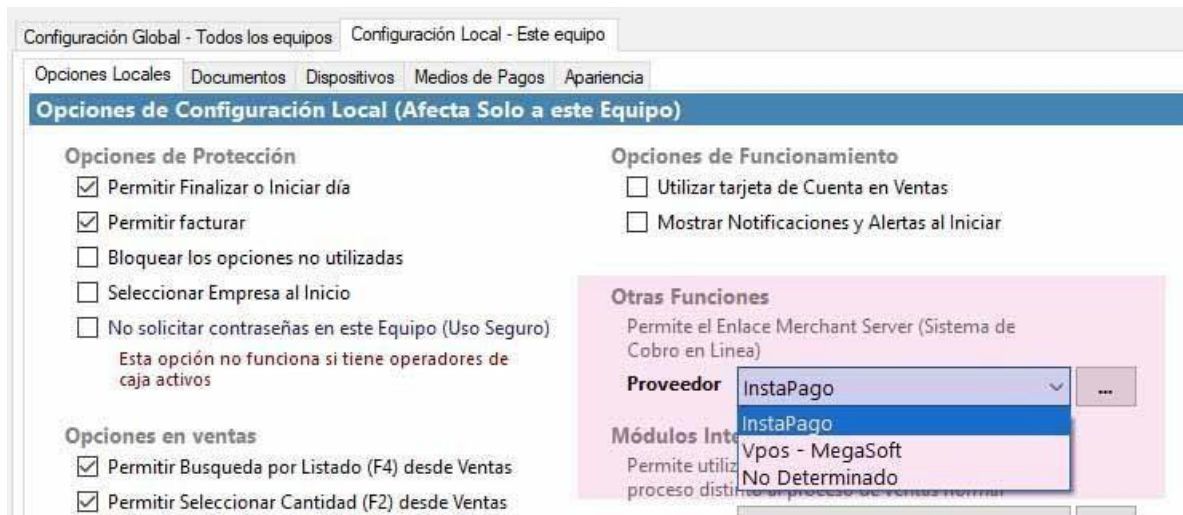 Configuración Global - Todos los equipos
Configuración Local - Este equipo
Opciones Locales
Documentos
Dispositivos
Medios de Pagos
Apariencia
Opciones de Configuración Local (Afecta Solo a este Equipo)
Opciones de Protección
Permitir Finalizar o Iniciar día
Permitir facturar
Bloquear los opciones no utilizadas
Seleccionar Empresa al Inicio
No solicitar contraseñas en este Equipo (Uso Seguro)
Esta opción no funciona si tiene operadores de
caja activos
Opciones en ventas
Permitir Busqueda por Listado (F4) desde Ventas
Permitir Seleccionar Cantidad (F2) desde Ventas
Opciones de Funcionamiento
Utilizar tarjeta de Cuenta en Ventas
Mostrar Notificaciones y Alertas al Iniciar
Otras Funciones
Permite el Enlace Merchant Server (Sistema de
Cobro en Linea)
Proveedor
InstaPago
...
InstaPago
Vpos - MegaSoft
No Determinado
Módulos
Permite
proceso